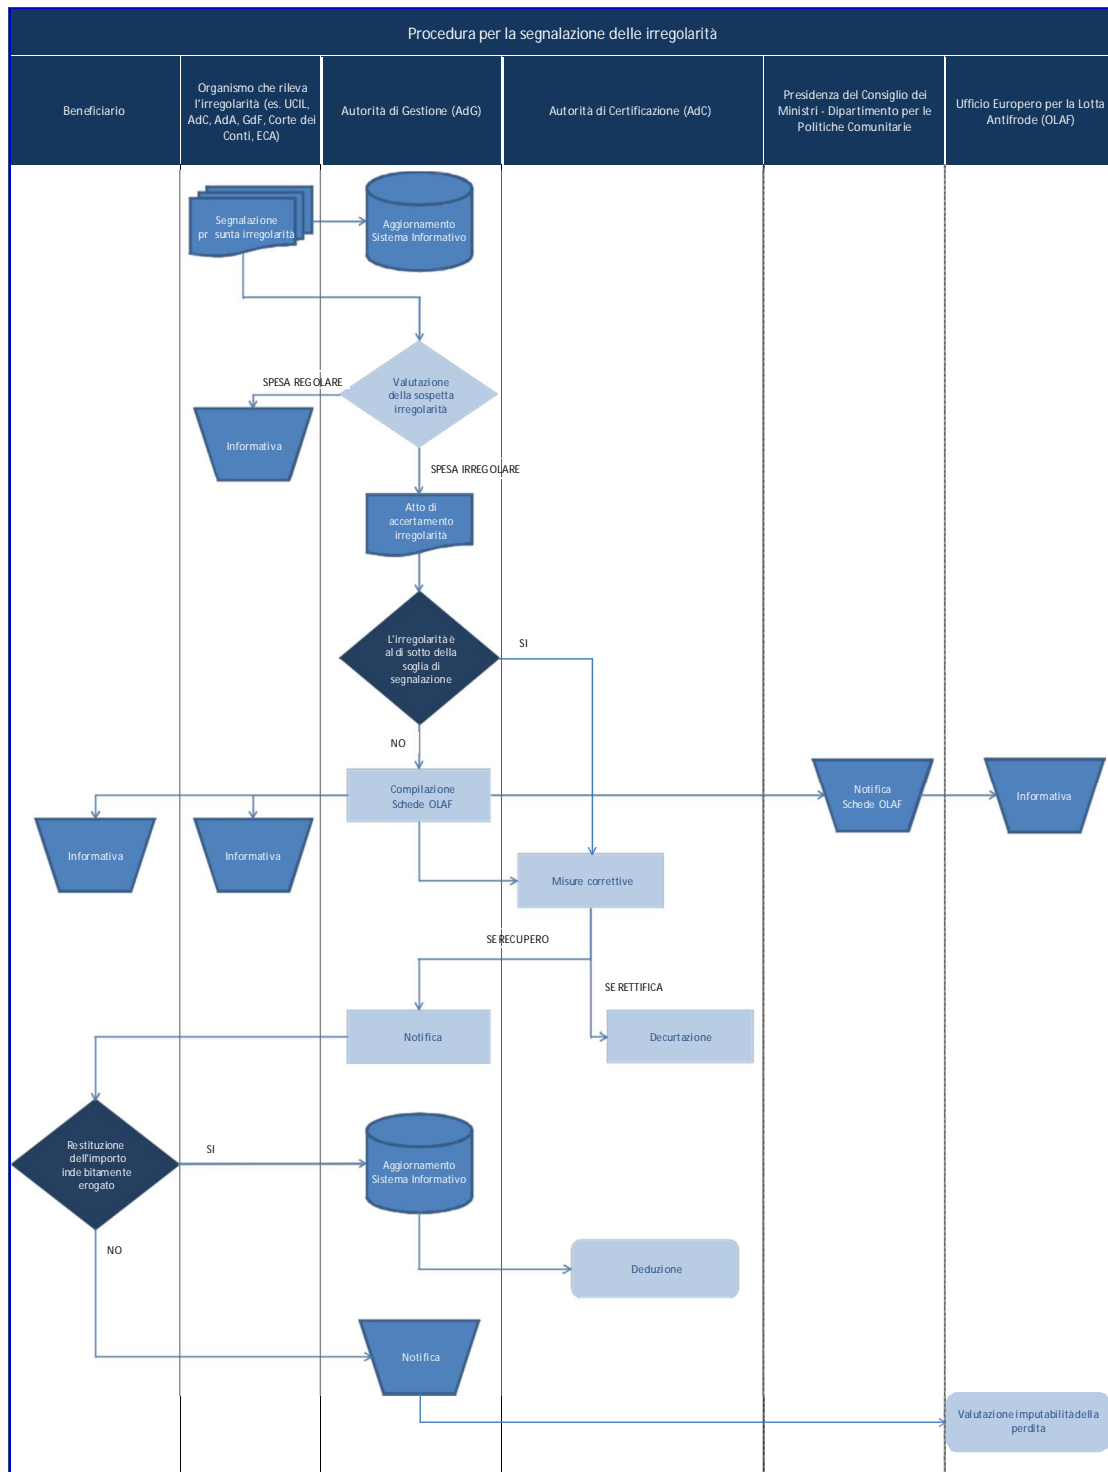 Procedura per la segnalazione delle irregolarità
Beneficiario
Organismo che rileva
l'irregolarità (es. UCIL,
AdC, AdA, GdF, Corte dei
Conti, ECA)
Autorità di Gestione (AdG)
Autorità di Certificazione (AdC)
Presidenza del Consiglio dei
Ministri - Dipartimento per le
Politiche Comunitarie
Ufficio Europero per la Lotta
Antifrode (OLAF)
Segnalazione
pr sunta irregolarità
Aggiornamento
Sistema Informativo
SPESA REGOLARE
Valutazione
della sospetta
irregolarità
Informativa
SPESA IRREGOLARE
Atto di
accertamento
irregolarità
L'irregolarità è
al di sotto della
soglia di
segnalazione
SI
NO
Compilazione
Schede OLAF
Notifica
Schede OLAF
Informativa
Informativa
Informativa
Misure correttive
SE RECUPERO
SE RETTIFICA
Notifica
Decurtazione
Restituzione
dell'importo
indebitamente
erogato
SI
Aggiornamento
Sistema Informativo
NO
Deduzione
Notifica
Valutazione imputabilità della
perdita